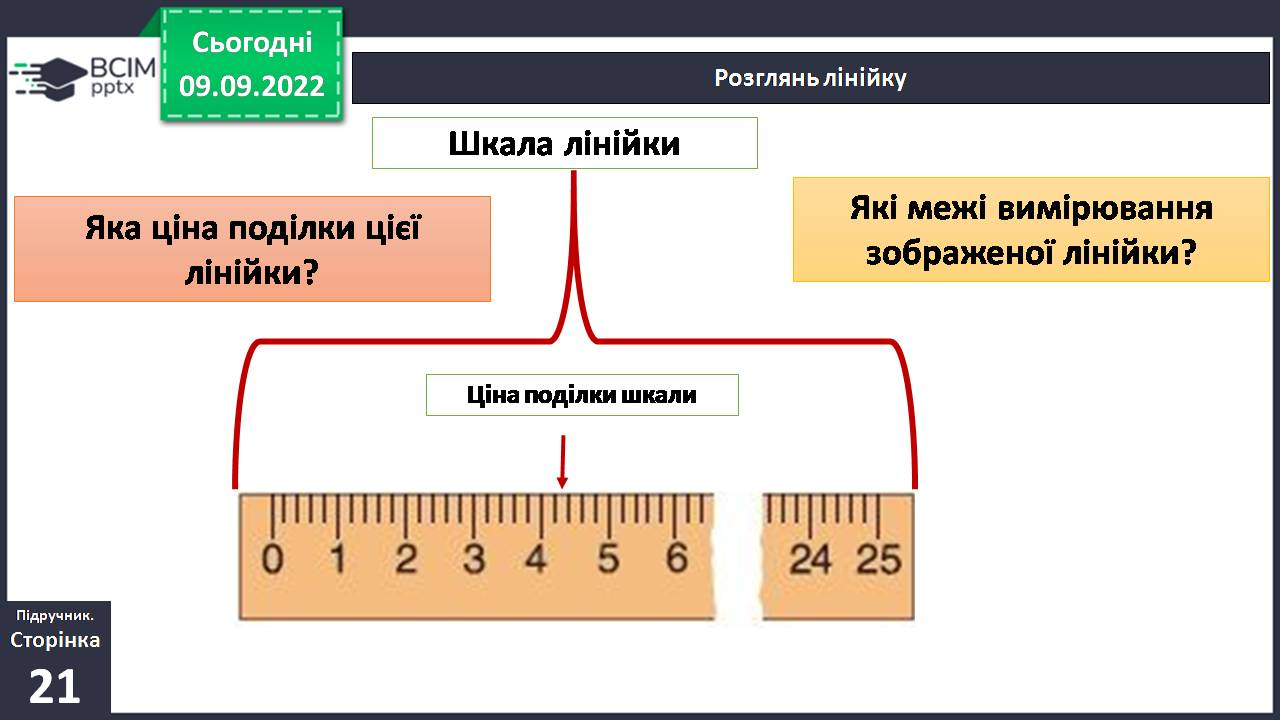 Сьогодні
09.09.2022
BCIM
pptx
Розглянь лінійку
Шкала лінійки
Яка ціна поділки цієї
лінійки?
Які межі вимірювання
зображеної лінійки?
Ціна поділки шкали
0 1 2 3 4 5 6 24 25
Підручник.
Сторінка
21